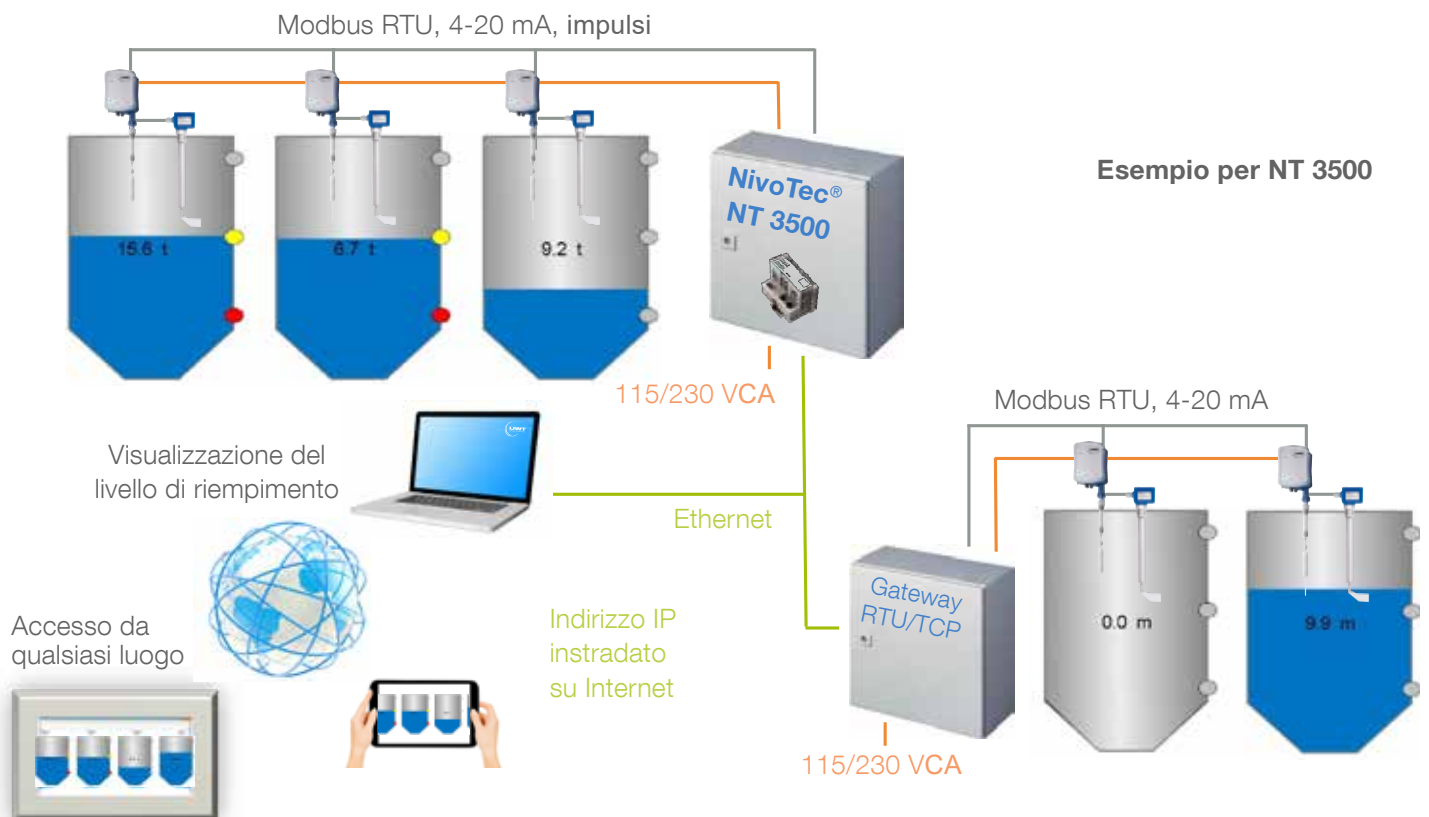 Modbus RTU, 4-20 mA, impulsi
Esempio per NT 3500
NivoTec®
NT 3500
15.6 t
6.7 t
9.2 t
115/230 VCA
Modbus RTU, 4-20 mA
Visualizzazione del
livello di riempimento
uwt
Ethernet
Gateway
RTU/TCP
0.0 m
9.9 m
Indirizzo IP
instradato
su Internet
Accesso da
qualsiasi luogo
115/230 VCA